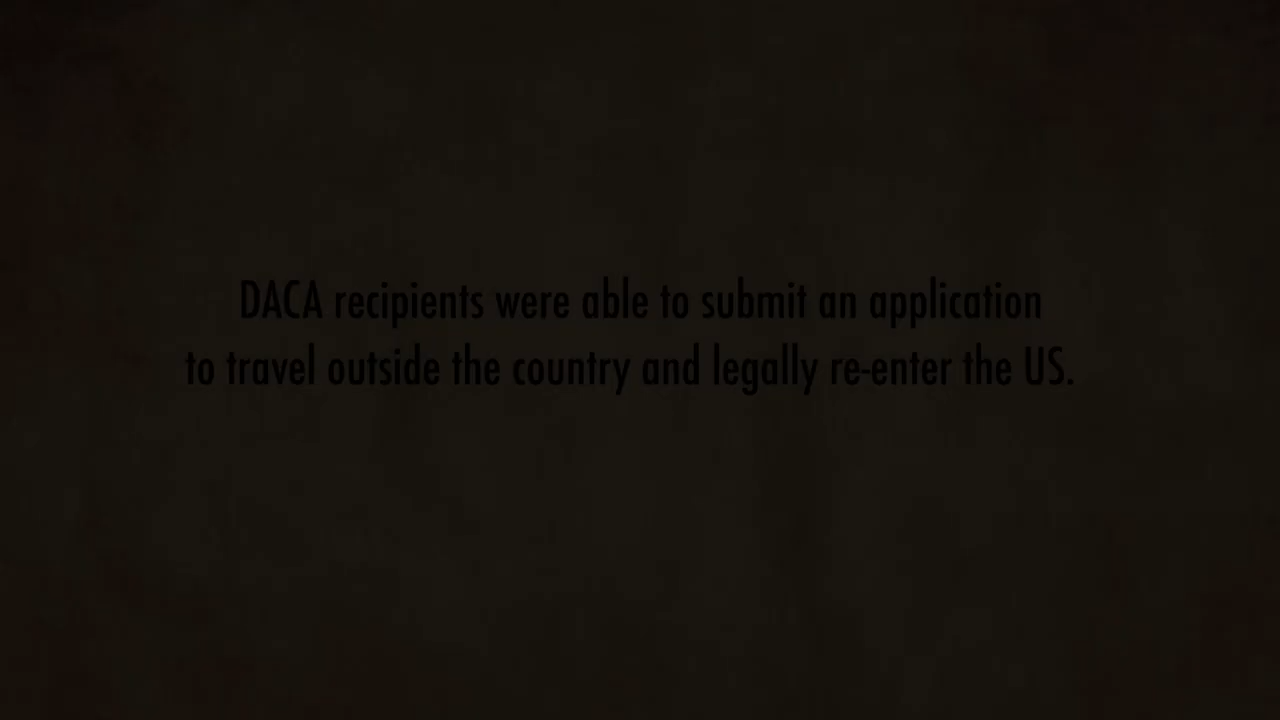 DACA recipients were able to submit an application
to travel outside the country and legally re-enter the US.